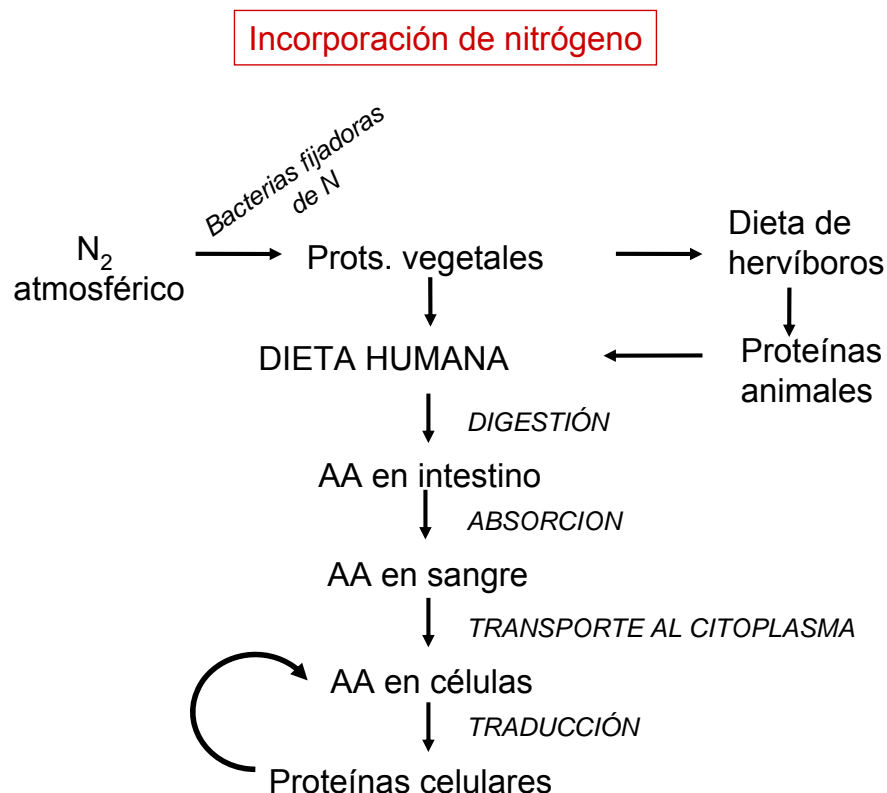 Incorporación de nitrógeno
Bacterias fijadoras
de N
N₂
atmosférico
Prots. vegetales
Dieta de
hervíboros
DIETA HUMANA
Proteínas
animales
DIGESTIÓN
AA en intestino
ABSORCION
AA en sangre
TRANSPORTE AL CITOPLASMA
AA en células
TRADUCCIÓN
Proteínas celulares